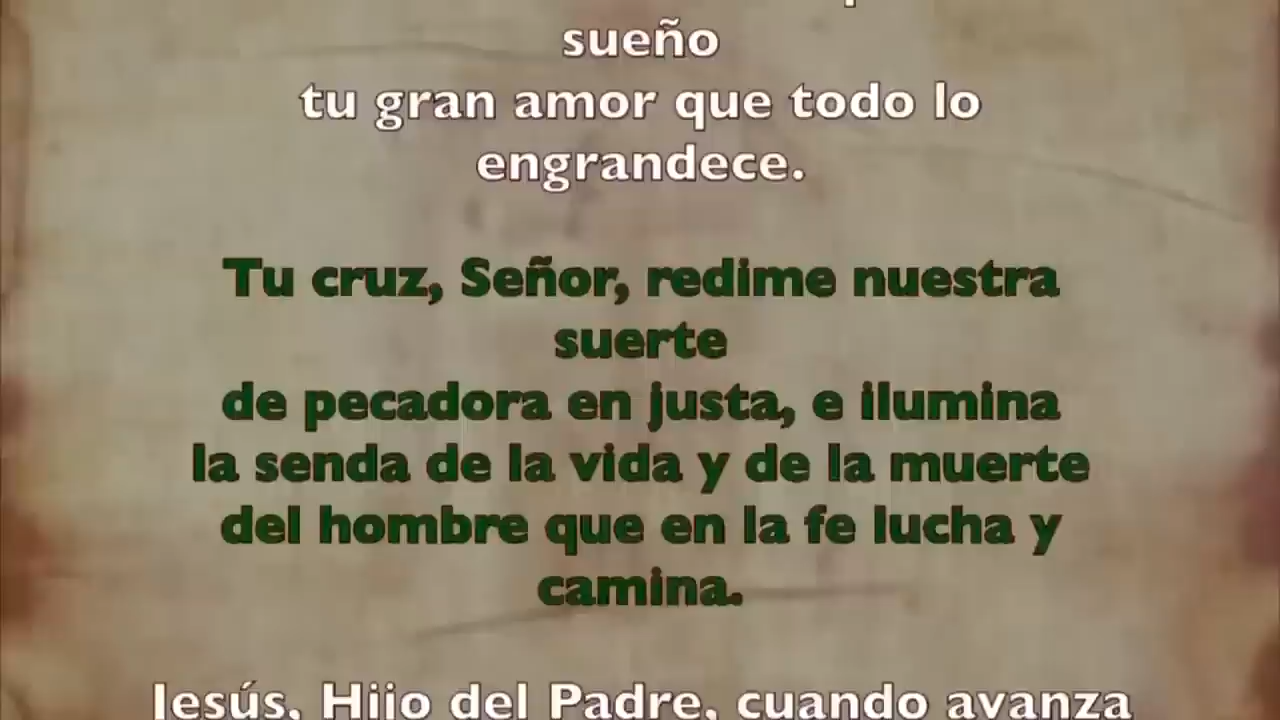 sueño
tu gran amor que todo lo
engrandece.
Tu cruz, Señor, redime nuestra
suerte
de pecadora en justa, e ilumina
la senda de la vida y de la muerte
del hombre que en la fe lucha y
camina.
Jesús, Hijo del Padre, cuando avanza